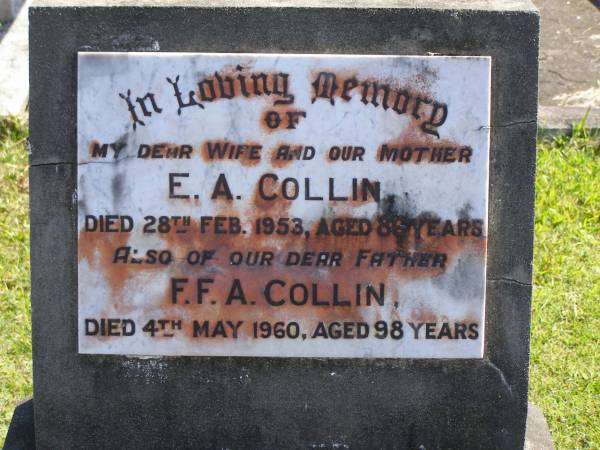 In Loving Memory
OF
MY DEAR WIFE AND OUR MOTHER
E. A. COLLIN,
DIED 28TH FEB. 1953, AGED YEARS
ALSO OF OUR DEAR FATHER
F. F. A. COLLIN,
DIED 4TH MAY 1960, AGED 98 YEARS